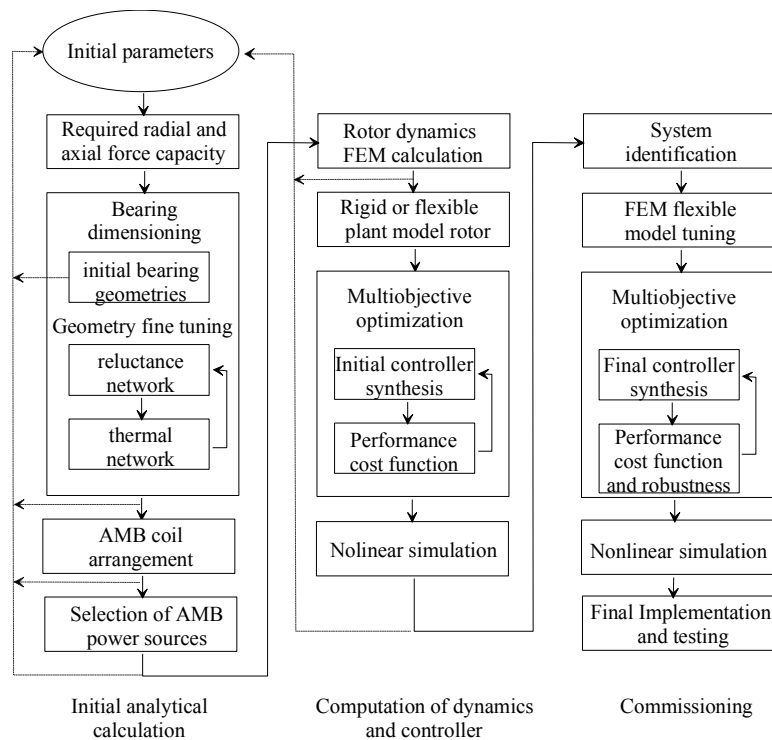 Initial parameters
Required radial and
axial force capacity
Bearing
dimensioning
initial bearing
geometries
Geometry fine tuning
reluctance
network
thermal
network
AMB coil
arrangement
Selection of AMB
power sources
Initial analytical
calculation
Rotor dynamics
FEM calculation
Rigid or flexible
plant model rotor
Multiobjective
optimization
Initial controller
synthesis
Performance
cost function
Nolinear simulation
Computation of dynamics
and controller
System
identification
FEM flexible
model tuning
Multiobjective
optimization
Final controller
synthesis
Performance
cost function
and robustness
Nonlinear simulation
Final Implementation
and testing
Commissioning